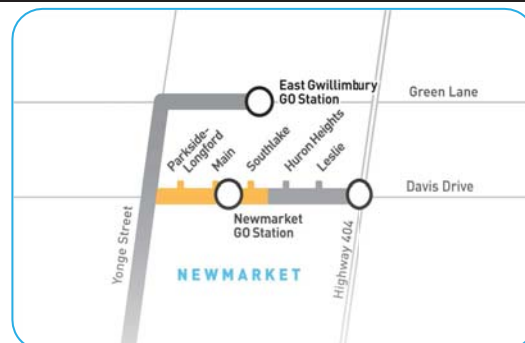 East Gwillimbury
GO Station
Green Lane
Parkside-
Longford
Main
Southlake
Huron Heights
Leslie
Davis Drive
Newmarket
GO Station
Yonge Street
Highway 404
NEWMARKET